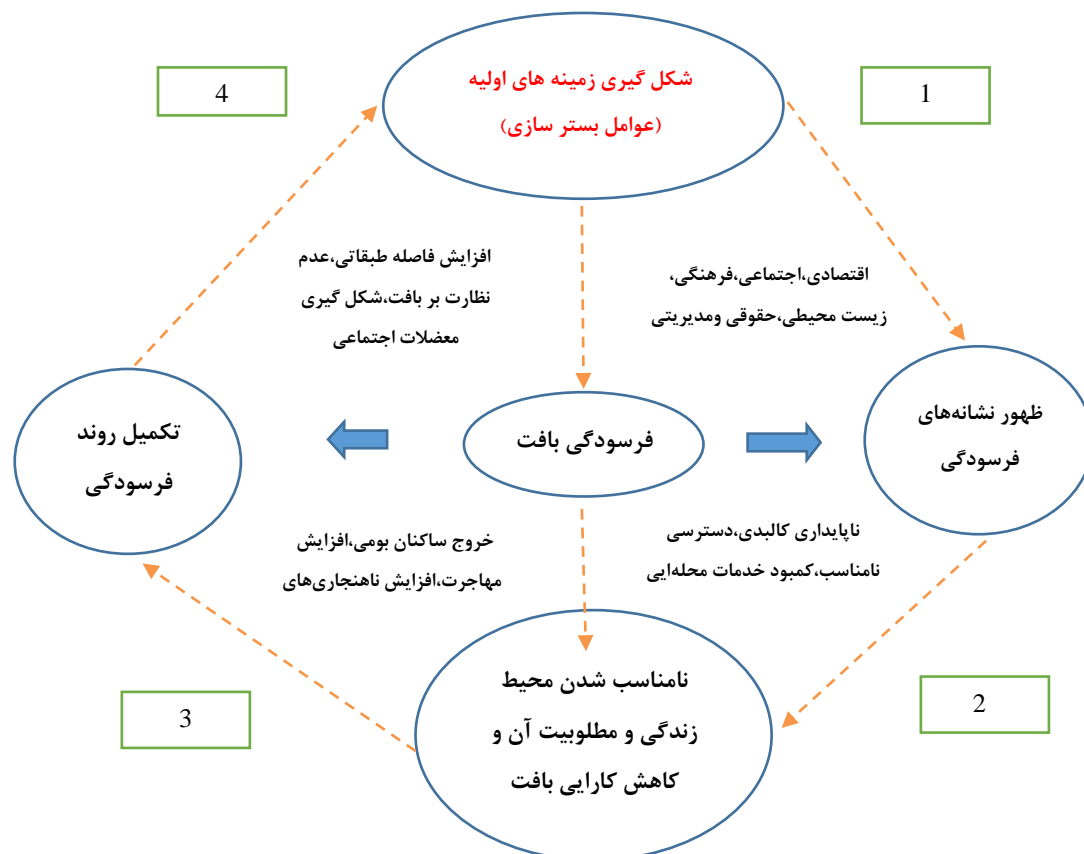 شکل گیری زمینه های اولیه
(عوامل بستر سازی)
1
4
اقتصادی،اجتماعی،فرهنگی،
زیست محیطی،حقوقی ومدیریتی
افزایش فاصله طبقاتی،عدم
نظارت بر بافت،شکل گیری
معضلات اجتماعی
ظهور نشانه‌های
فرسودگی
فرسودگی بافت
تکمیل روند
فرسودگی
ناپایداری کالبدی،دسترسی
نامناسب،کمبود خدمات محله‌ایی
خروج ساکنان بومی،افزایش
مهاجرت،افزایش ناهنجاری‌های
2
3
نامناسب شدن محیط
زندگی و مطلوبیت آن و
کاهش کارایی بافت